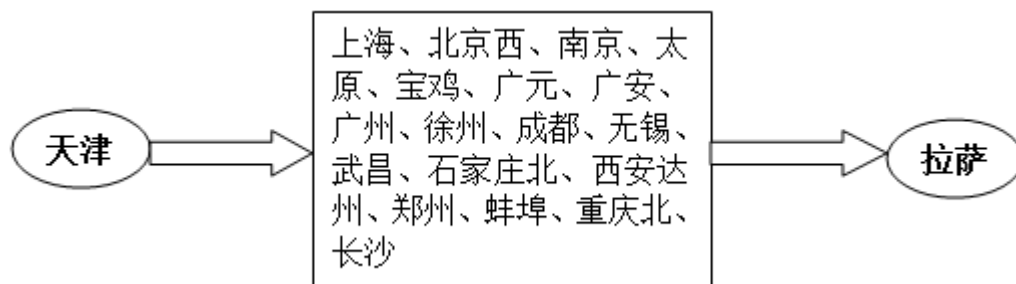 天津
上海、北京西、南京、太
原、宝鸡、广元、广安、
广州、徐州、成都、无锡、
武昌、石家庄北、西安达
州、郑州、蚌埠、重庆北、
长沙
拉萨